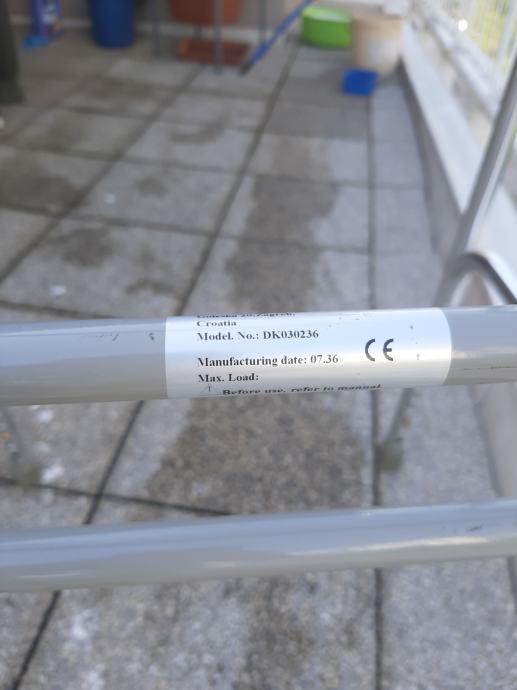 Croatia
Model. No.: DK030236
CE
Manufacturing date: 07.36
Max. Load:
Before use, refer to manual